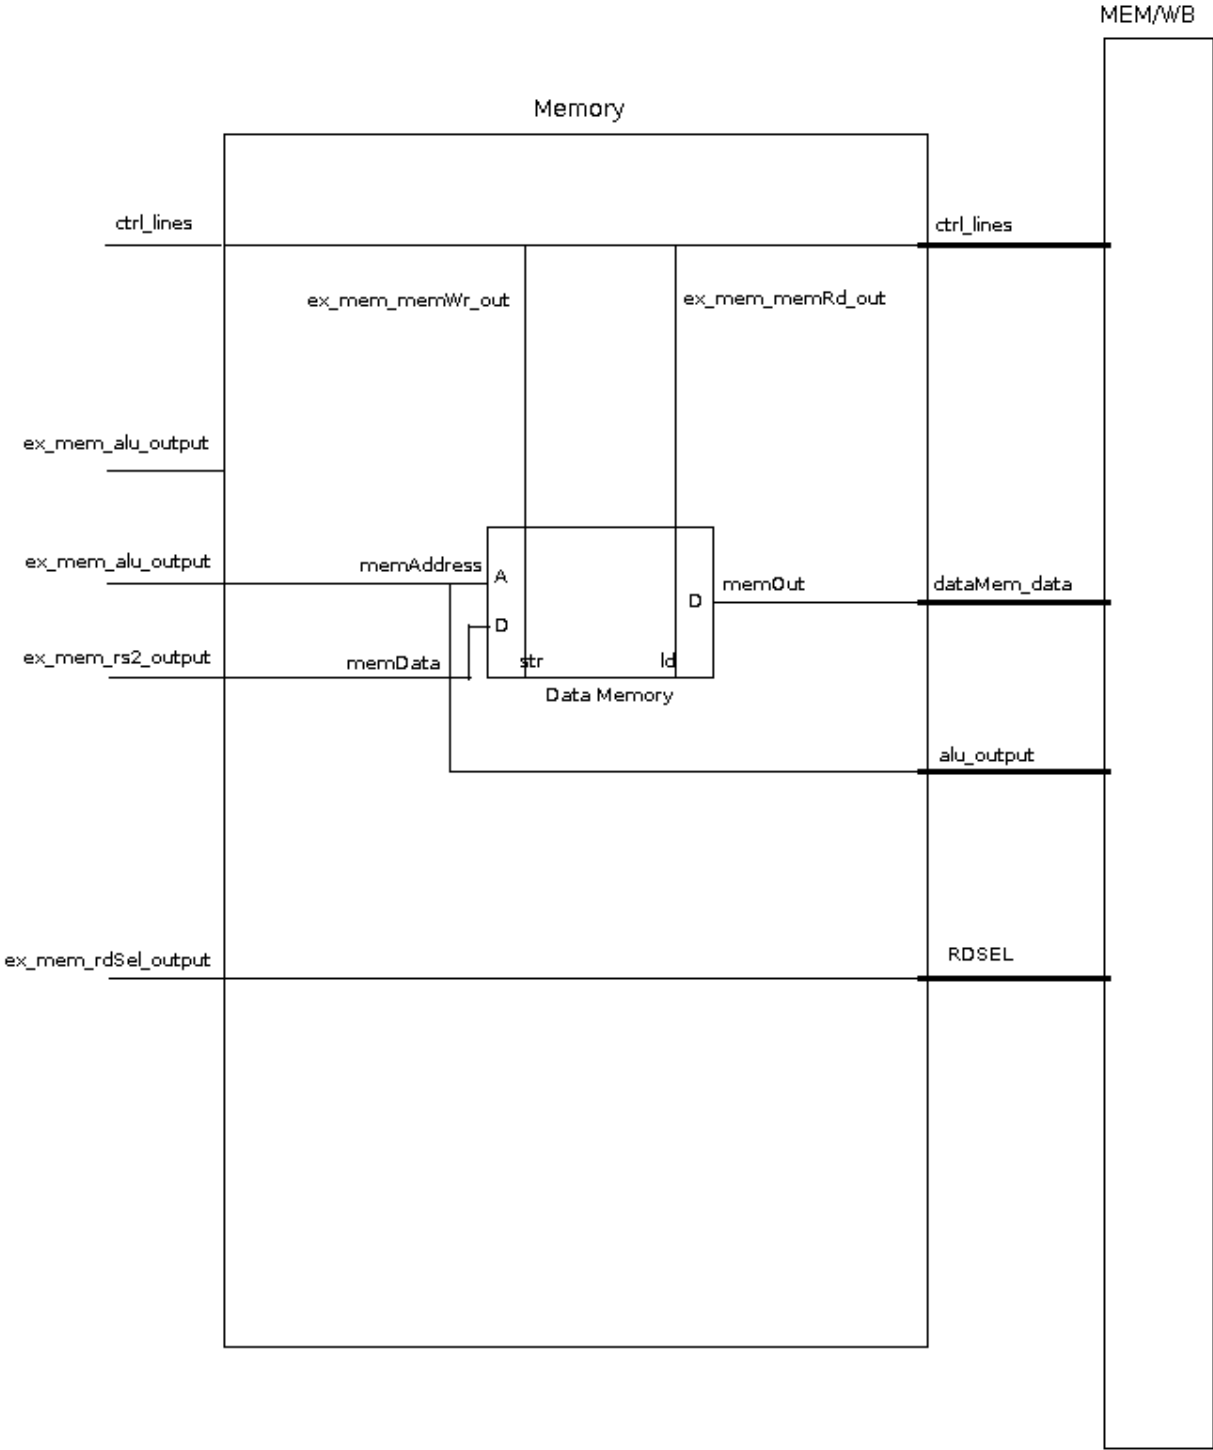 MEM/WB
Memory
ctrl_lines
ctrl_lines
ex_mem_memWr_out
ex_mem_memRd_out
ex_mem_alu_output
ex_mem_alu_output
memAddress
A
memOut
dataMem_data
D
D
ex_mem_rs2_output
memData
str
ld
Data Memory
alu_output
ex_mem_rdSel_output
RDSEL